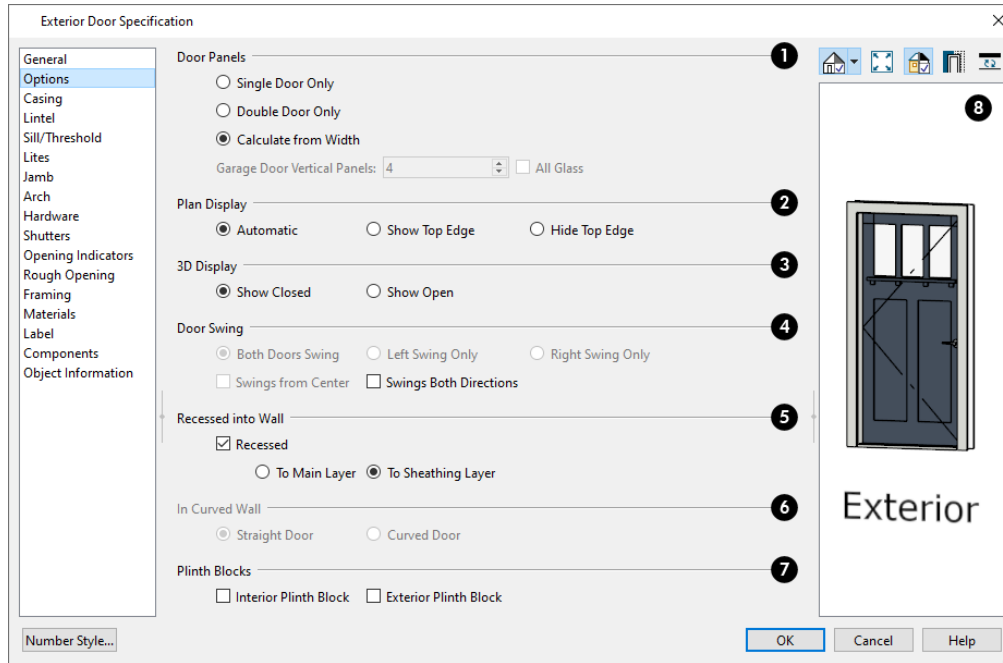 Exterior Door Specification
General
Options
Casing
Lintel
Sill/Threshold
Lites
Jamb
Arch
Hardware
Shutters
Opening Indicators
Rough Opening
Framing
Materials
Label
Components
Object Information
Door Panels 1
Single Door Only
Double Door Only
Calculate from Width
Garage Door Vertical Panels: 4 All Glass
Plan Display 2
Automatic Show Top Edge Hide Top Edge
3D Display 3
Show Closed Show Open
Door Swing 4
Both Doors Swing Left Swing Only Right Swing Only
Swings from Center Swings Both Directions
Recessed into Wall 5
Recessed
To Main Layer To Sheathing Layer
In Curved Wall 6
Straight Door Curved Door
Plinth Blocks 7
Interior Plinth Block Exterior Plinth Block
8
Exterior
Number Style... OK Cancel Help